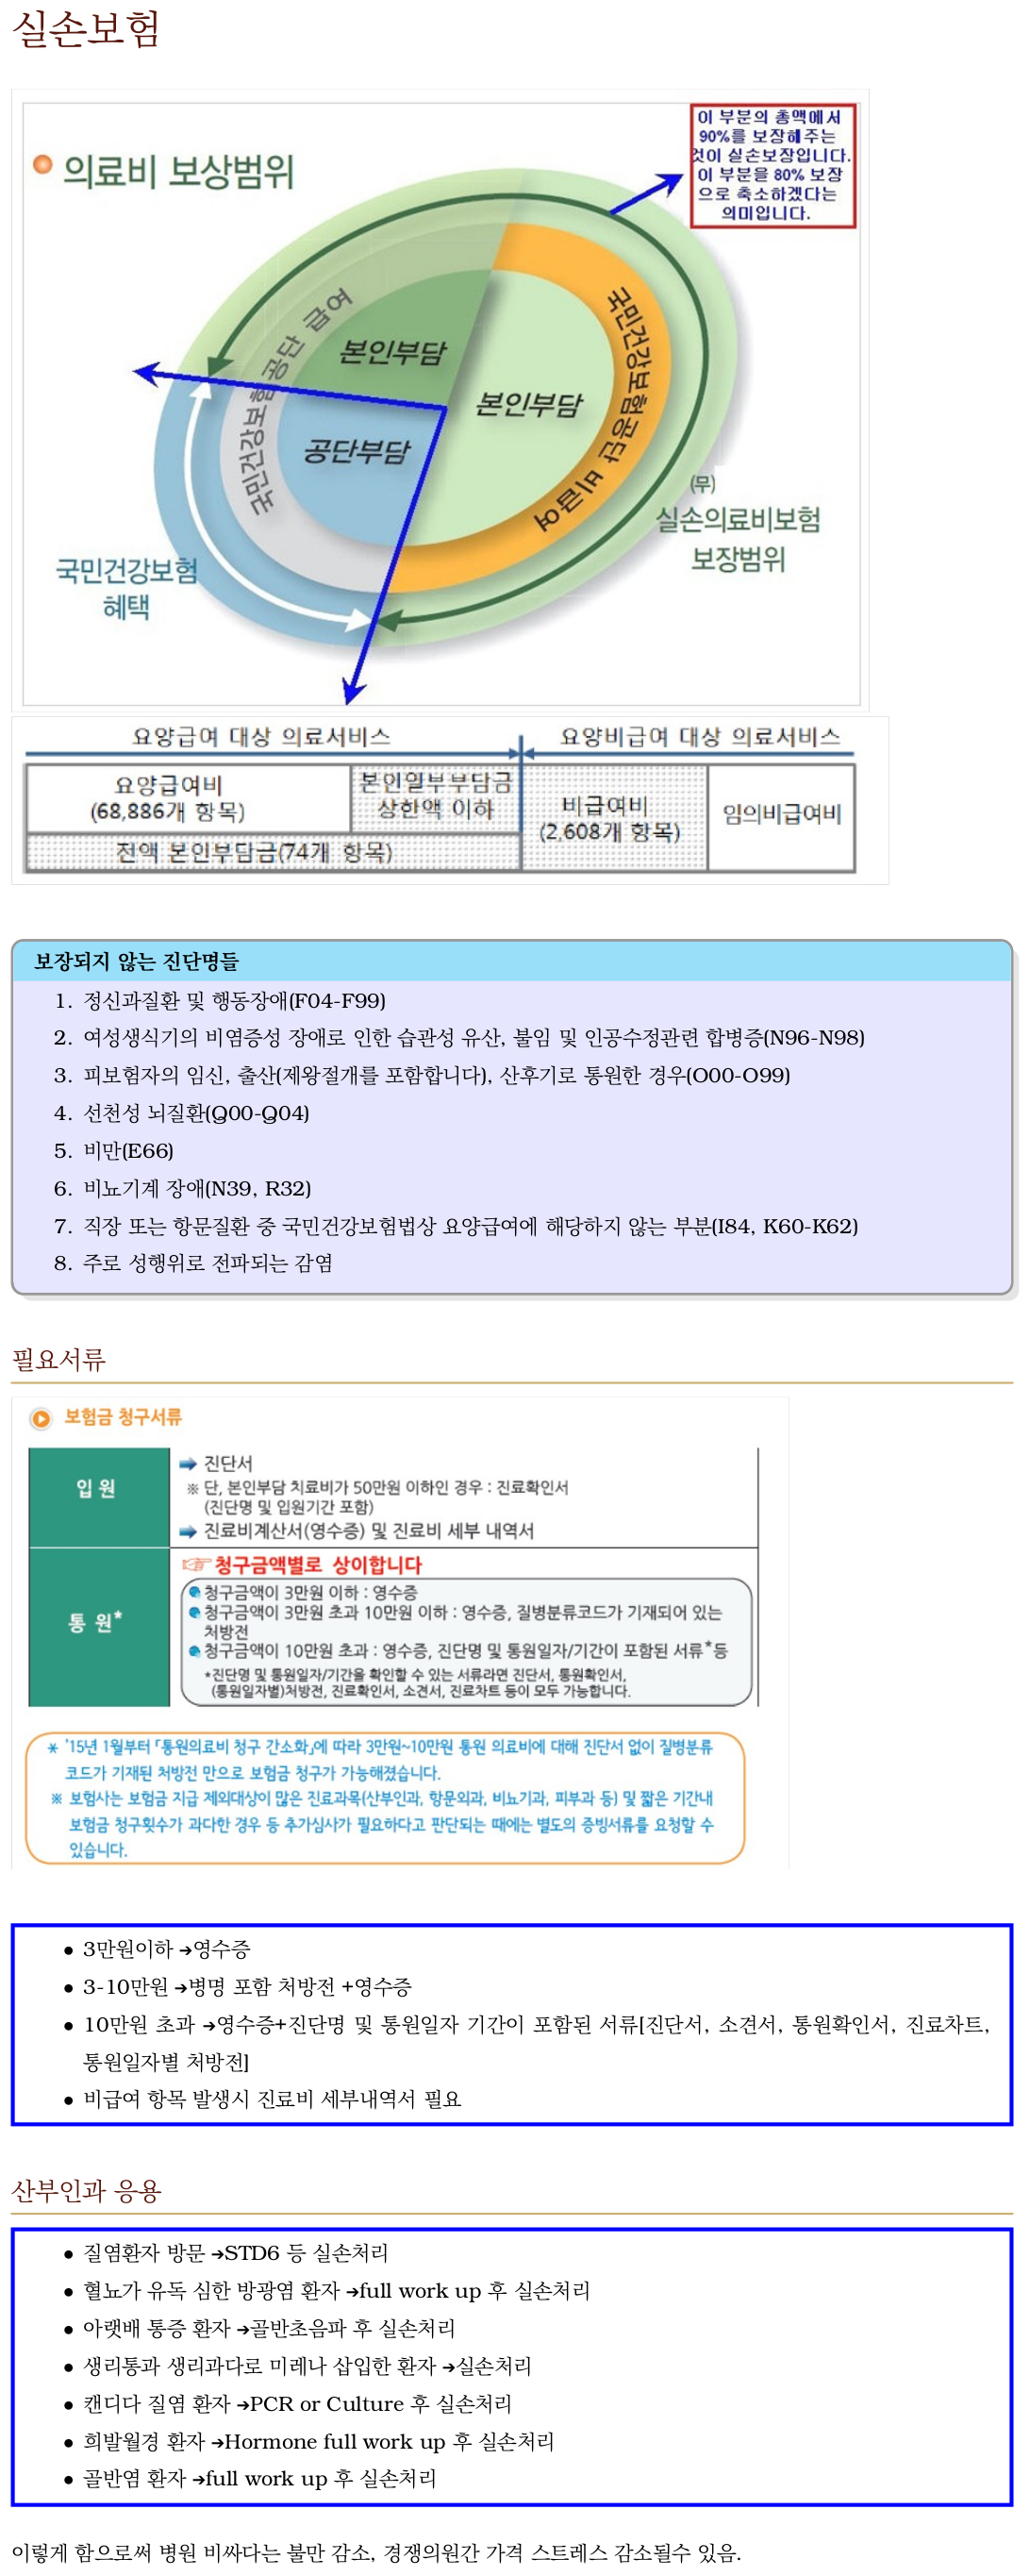 실손보험
이 부분의 총액에서
90%를 보장해주는
것이 실손보장입니다.
이 부분을 80% 보장
으로 축소하겠다는
의미입니다.
의료비 보상범위
국민건강보험공단 급여
본인부담
국민건강보험공단 비급여
본인부담
공단부담
(무)
실손의료비보험
보장범위
국민건강보험
혜택
요양급여 대상 의료서비스
요양비급여 대상 의료서비스
요양급여비
(68,886개 항목)
본인일부부담금
상한액 이하
비급여비
(2,608개 항목)
임의비급여비
전액 본인부담금(74개 항목)
보장되지 않는 진단명들
1. 정신과질환 및 행동장애(F04-F99)
2. 여성생식기의 비염증성 장애로 인한 습관성 유산, 불임 및 인공수정관련 합병증(N96-N98)
3. 피보험자의 임신, 출산(제왕절개를 포함합니다), 산후기로 통원한 경우(O00-O99)
4. 선천성 뇌질환(Q00-Q04)
5. 비만(E66)
6. 비뇨기계 장애(N39, R32)
7. 직장 또는 항문질환 중 국민건강보험법상 요양급여에 해당하지 않는 부분(I84, K60-K62)
8. 주로 성행위로 전파되는 감염
필요서류
보험금 청구서류
입 원
➡ 진단서
※ 단, 본인부담 치료비가 50만원 이하인 경우 : 진료확인서
(진단명 및 입원기간 포함)
➡ 진료비계산서(영수증) 및 진료비 세부 내역서
통 원*
☞청구금액별로 상이합니다
청구금액이 3만원 이하 : 영수증
청구금액이 3만원 초과 10만원 이하 : 영수증, 질병분류코드가 기재되어 있는
처방전
청구금액이 10만원 초과 : 영수증, 진단명 및 통원일자/기간이 포함된 서류*등
*진단명 및 통원일자/기간을 확인할 수 있는 서류라면 진단서, 통원확인서,
(통원일자별)처방전, 진료확인서, 소견서, 진료차트 등이 모두 가능합니다.
* '15년 1월부터 「통원의료비 청구 간소화」에 따라 3만원~10만원 통원 의료비에 대해 진단서 없이 질병분류
코드가 기재된 처방전 만으로 보험금 청구가 가능해졌습니다.
※ 보험사는 보험금 지급 제외대상이 많은 진료과목(산부인과, 항문외과, 비뇨기과, 피부과 등) 및 짧은 기간내
보험금 청구횟수가 과다한 경우 등 추가심사가 필요하다고 판단되는 때에는 별도의 증빙서류를 요청할 수
있습니다.
• 3만원이하 →영수증
• 3-10만원 →병명 포함 처방전 +영수증
• 10만원 초과 →영수증+진단명 및 통원일자 기간이 포함된 서류[진단서, 소견서, 통원확인서, 진료차트,
통원일자별 처방전]
• 비급여 항목 발생시 진료비 세부내역서 필요
산부인과 응용
• 질염환자 방문 →STD6 등 실손처리
• 혈뇨가 유독 심한 방광염 환자 →full work up 후 실손처리
• 아랫배 통증 환자 →골반초음파 후 실손처리
• 생리통과 생리과다로 미레나 삽입한 환자 →실손처리
• 캔디다 질염 환자 →PCR or Culture 후 실손처리
• 희발월경 환자 →Hormone full work up 후 실손처리
• 골반염 환자 →full work up 후 실손처리
이렇게 함으로써 병원 비싸다는 불만 감소, 경쟁의원간 가격 스트레스 감소될수 있음.